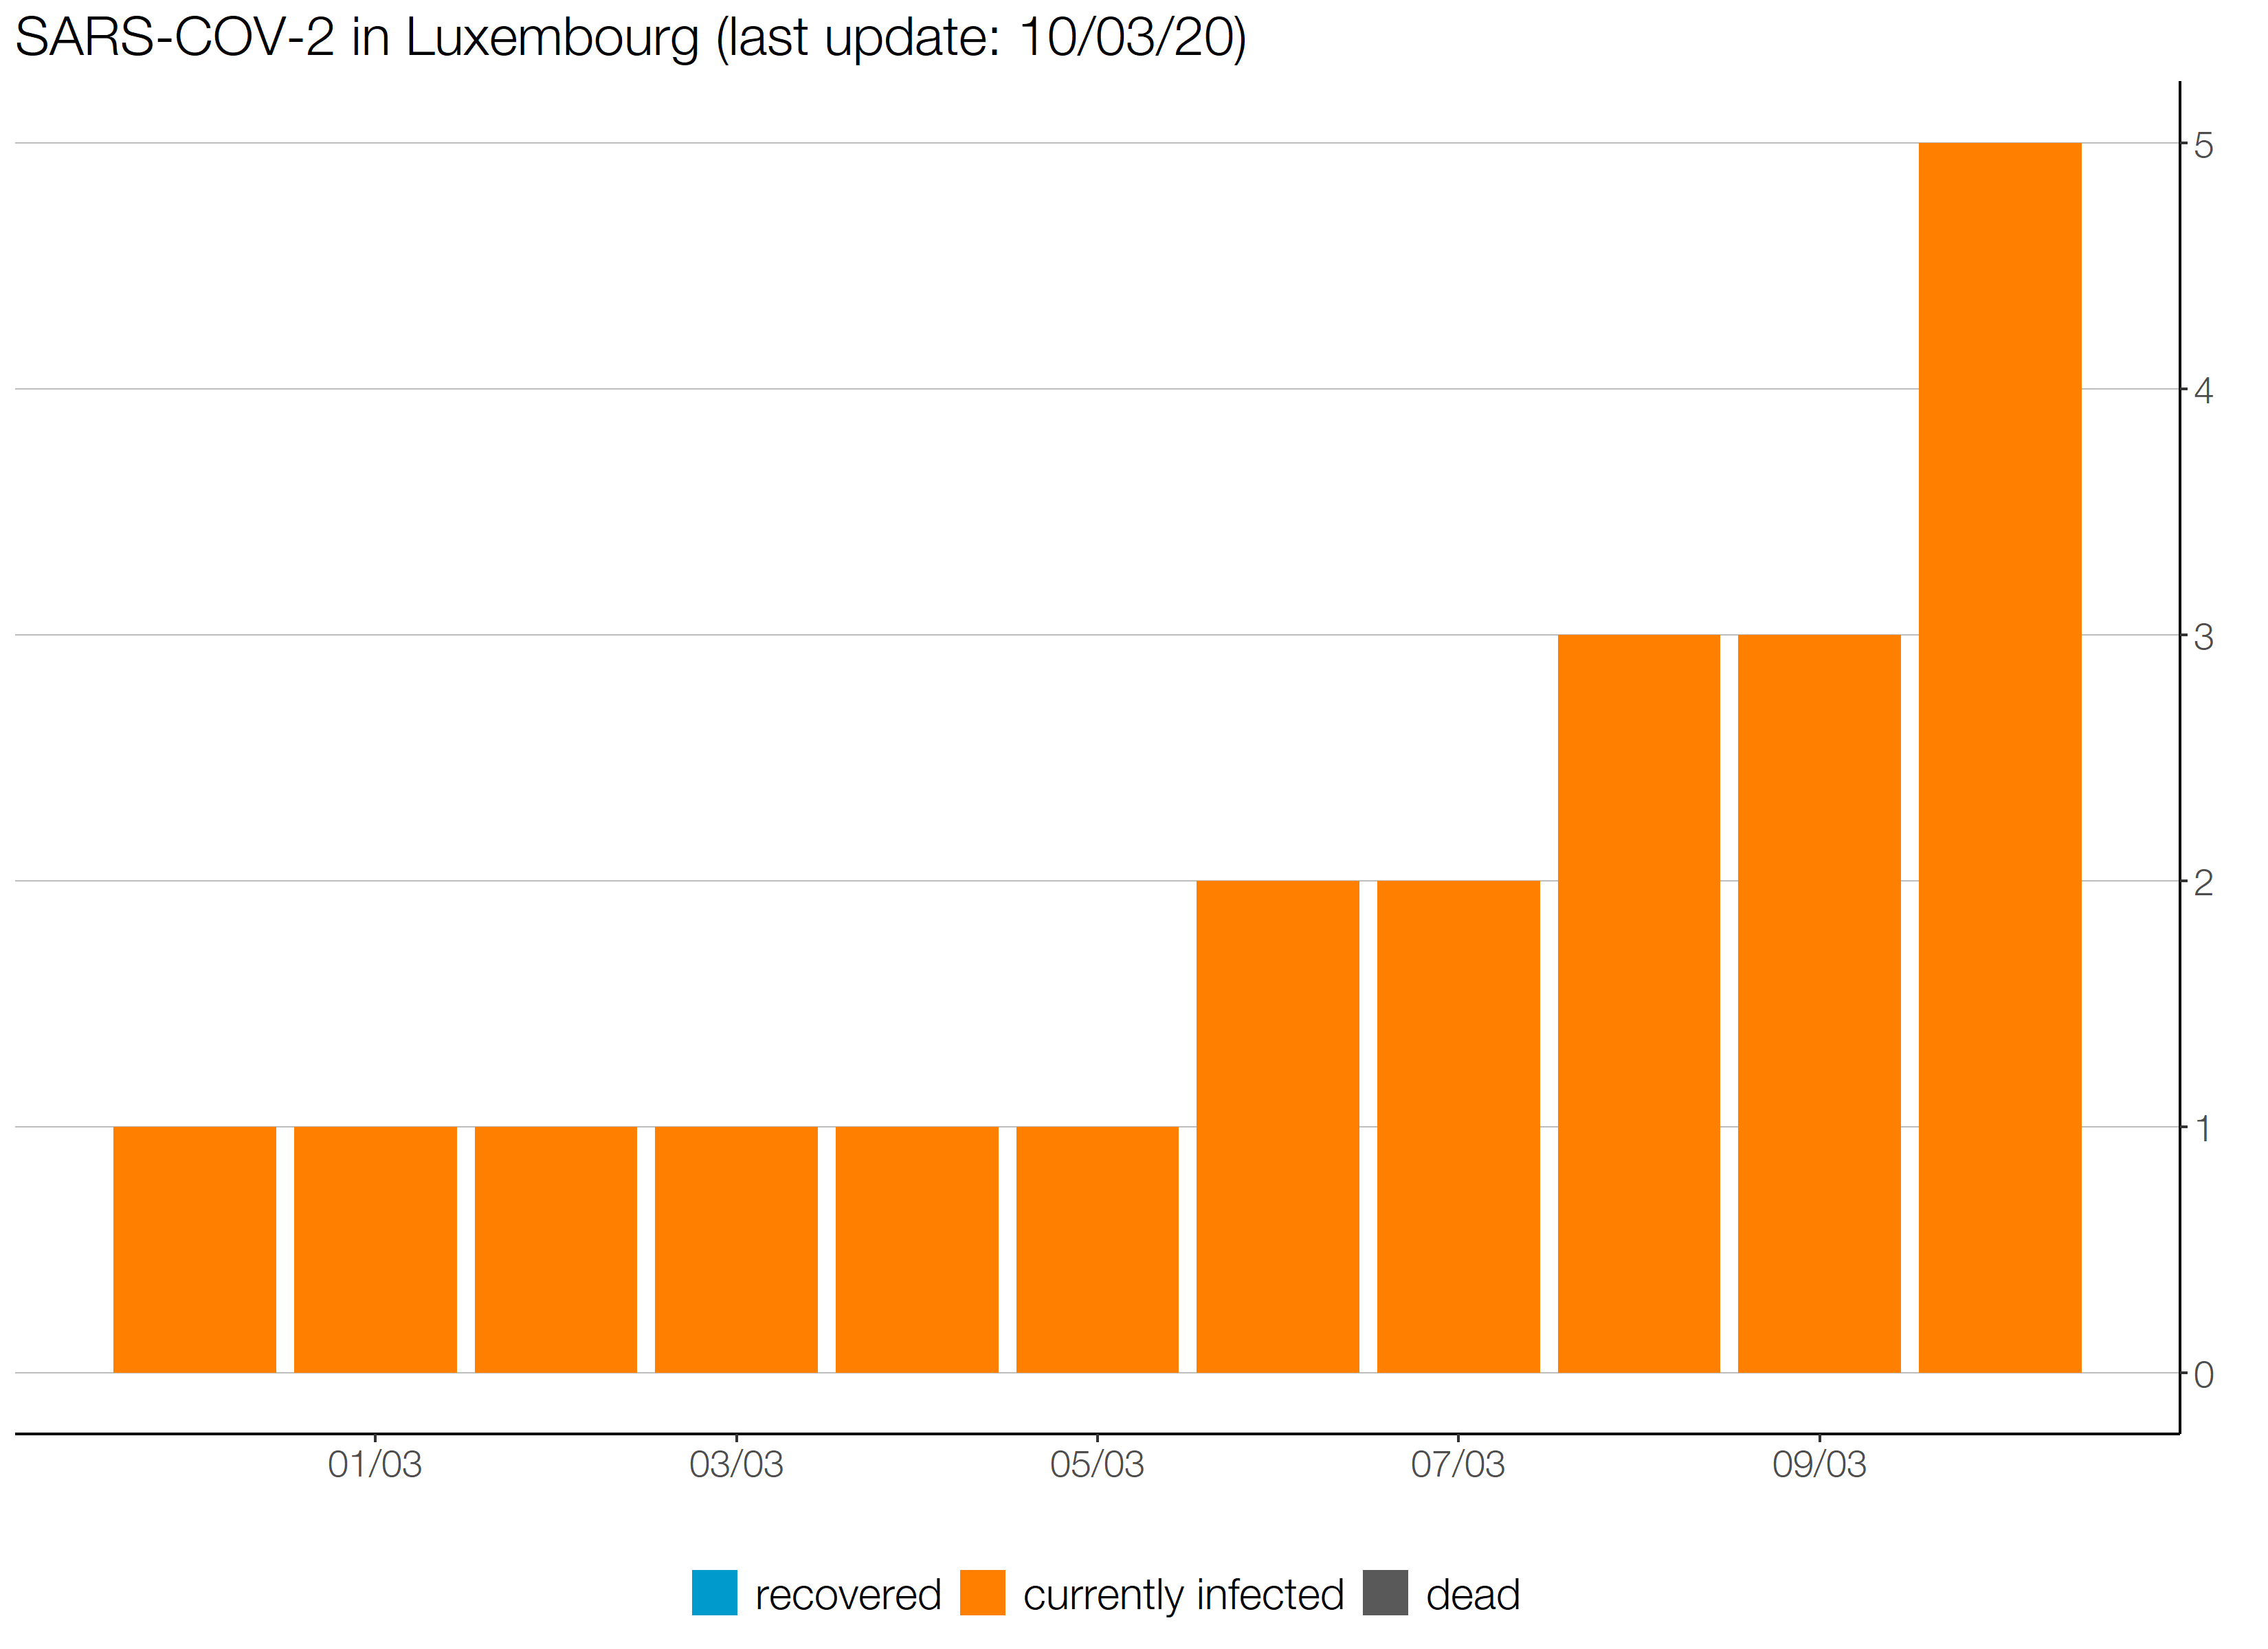 SARS-COV-2 in Luxembourg (last update: 10/03/20)
5
4
3
2
1
0
01/03 03/03 05/03 07/03 09/03
recovered currently infected dead